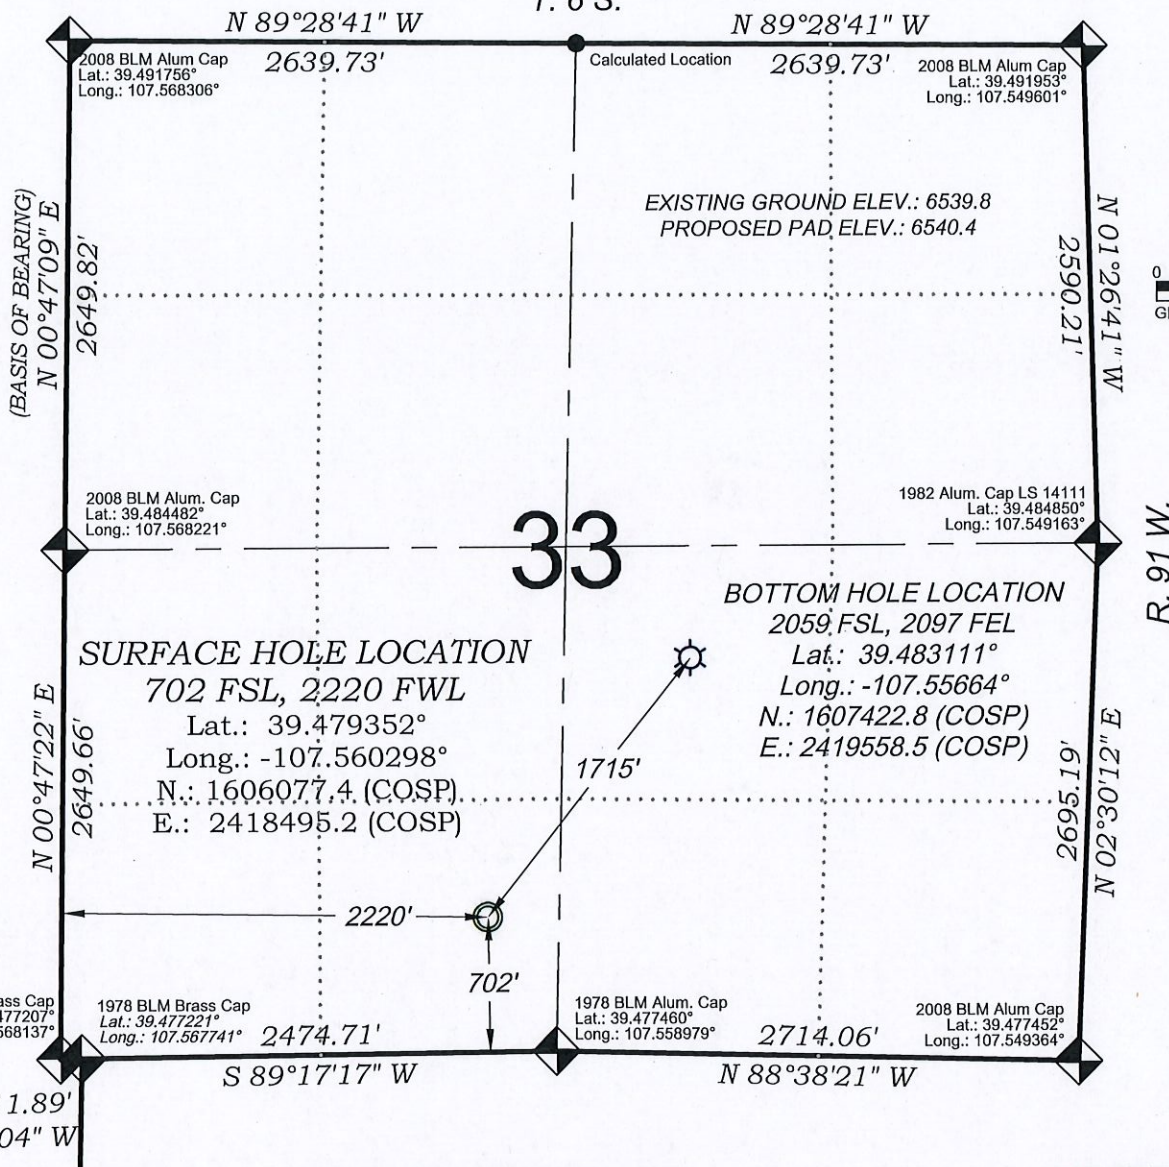 T. 6 S.
N 89°28'41" W
N 89°28'41" W
2639.73'
2639.73'
2008 BLM Alum Cap
Lat.: 39.491756°
Long.: 107.568306°
Calculated Location
2008 BLM Alum Cap
Lat.: 39.491953°
Long.: 107.549601°
EXISTING GROUND ELEV.: 6539.8
PROPOSED PAD ELEV.: 6540.4
(BASIS OF BEARING)
N 00°47'09" E
2649.82'
2590.21'
N 01°26'41" W
0
2008 BLM Alum. Cap
Lat.: 39.484482°
Long.: 107.568221°
1982 Alum. Cap LS 14111
Lat.: 39.484850°
Long.: 107.549163°
33
R. 91 W.
BOTTOM HOLE LOCATION
2059 FSL, 2097 FEL
Lat.: 39.483111°
Long.: -107.55664°
N.: 1607422.8 (COSP)
E.: 2419558.5 (COSP)
SURFACE HOLE LOCATION
702 FSL, 2220 FWL
Lat.: 39.479352°
Long.: -107.560298°
N.: 1606077.4 (COSP)
E.: 2418495.2 (COSP)
1715'
N 00°47'22" E
2649.66'
2695.19'
N 02°30'12" E
2220'
702'
ass Cap
477207°
568137°
1978 BLM Brass Cap
Lat.: 39.477221°
Long.: 107.567741°
2474.71'
1978 BLM Alum. Cap
Lat.: 39.477460°
Long.: 107.558979°
2714.06'
2008 BLM Alum Cap
Lat.: 39.477452°
Long.: 107.549364°
S 89°17'17" W
N 88°38'21" W
1.89'
04" W